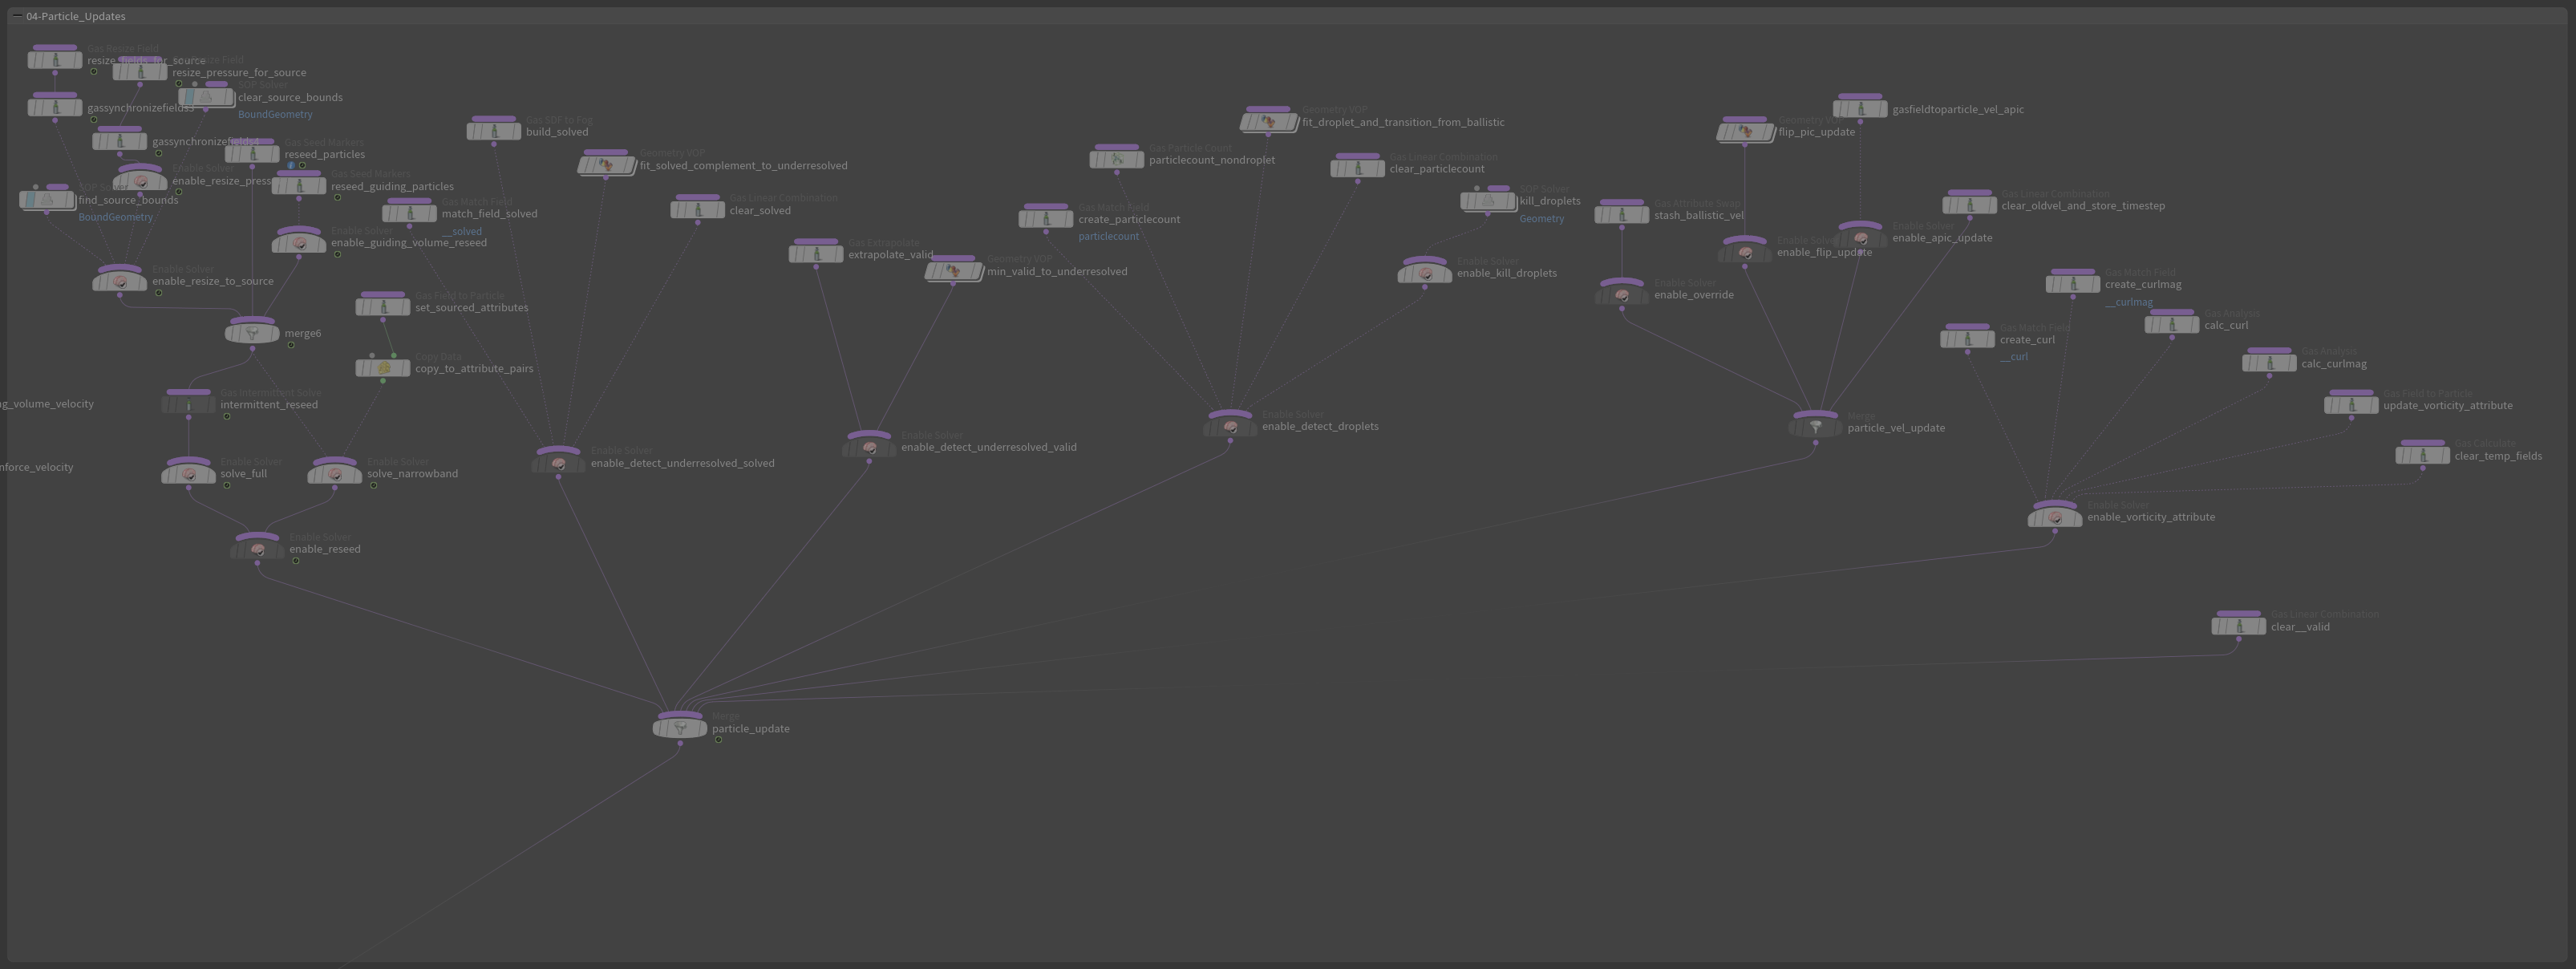 04-Particle_Updates
Gas Resize Field
resize_fields_for_source
resize_pressure_for_source
SOP Solver
clear_source_bounds
BoundGeometry
gassynchronizefields3
gassynchronizefields4
Gas Seed Markers
reseed_particles
Enable Solver
enable_resize_press
Gas Seed Markers
reseed_guiding_particles
SOP Solver
find_source_bounds
BoundGeometry
Gas Match Field
match_field_solved
__solved
Enable Solver
enable_guiding_volume_reseed
Enable Solver
enable_resize_to_source
Gas Field to Particle
set_sourced_attributes
merge6
Copy Data
copy_to_attribute_pairs
Gas Intermittent Solve
intermittent_reseed
g_volume_velocity
nforce_velocity
Enable Solver
solve_full
Enable Solver
solve_narrowband
Enable Solver
enable_reseed
Gas SDF to Fog
build_solved
Geometry VOP
fit_solved_complement_to_underresolved
Gas Linear Combination
clear_solved
Enable Solver
enable_detect_underresolved_solved
Gas Extrapolate
extrapolate_valid
Geometry VOP
min_valid_to_underresolved
Enable Solver
enable_detect_underresolved_valid
Gas Match Field
create_particlecount
particlecount
Gas Particle Count
particlecount_nondroplet
Geometry VOP
fit_droplet_and_transition_from_ballistic
Gas Linear Combination
clear_particlecount
SOP Solver
kill_droplets
Geometry
Enable Solver
enable_kill_droplets
Enable Solver
enable_detect_droplets
Gas Attribute Swap
stash_ballistic_vel
Enable Solver
enable_override
Geometry VOP
flip_pic_update
Enable Solver
enable_flip_update
gasfieldtoparticle_vel_apic
Enable Solver
enable_apic_update
Gas Linear Combination
clear_oldvel_and_store_timestep
Merge
particle_vel_update
Gas Match Field
create_curl
__curl
Gas Match Field
create_curlmag
__curlmag
Gas Analysis
calc_curl
Gas Analysis
calc_curlmag
Gas Field to Particle
update_vorticity_attribute
Gas Calculate
clear_temp_fields
Enable Solver
enable_vorticity_attribute
Gas Linear Combination
clear__valid
Merge
particle_update